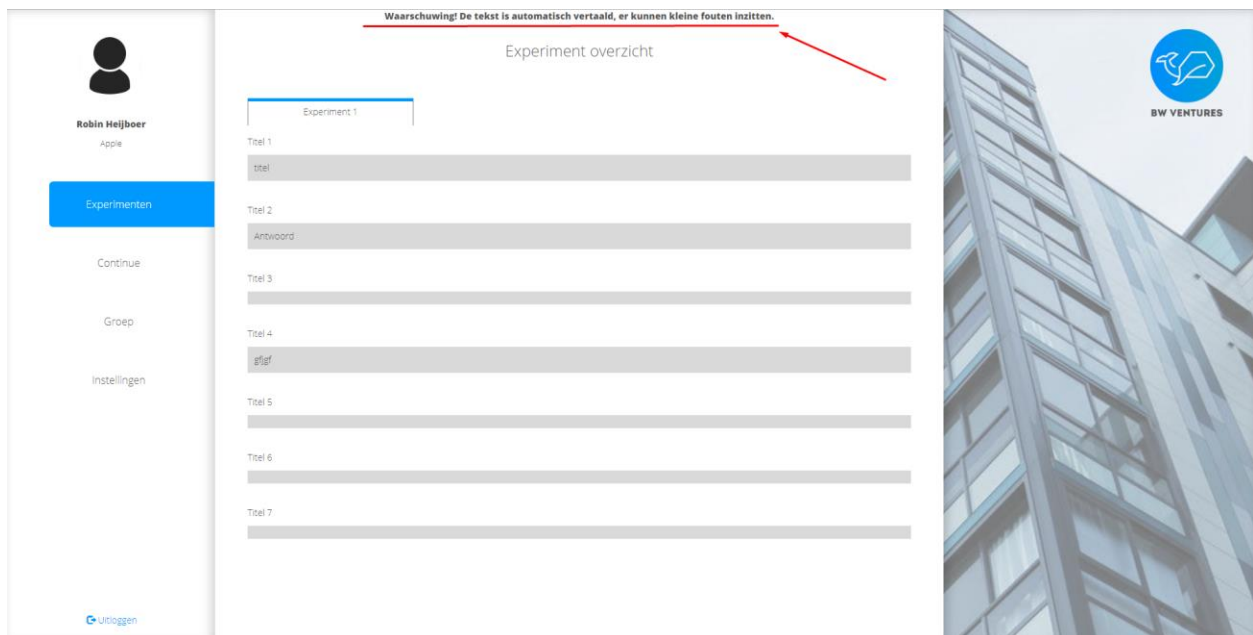 Waarschuwing! De tekst is automatisch vertaald, er kunnen kleine fouten inzitten.
Experiment overzicht
Robin Heijboer
Apple
Experimenten
Continue
Groep
Instellingen
Uitloggen
Experiment 1
Titel 1
titel
Titel 2
Antwoord
Titel 3
Titel 4
gfjgf
Titel 5
Titel 6
Titel 7
BW VENTURES